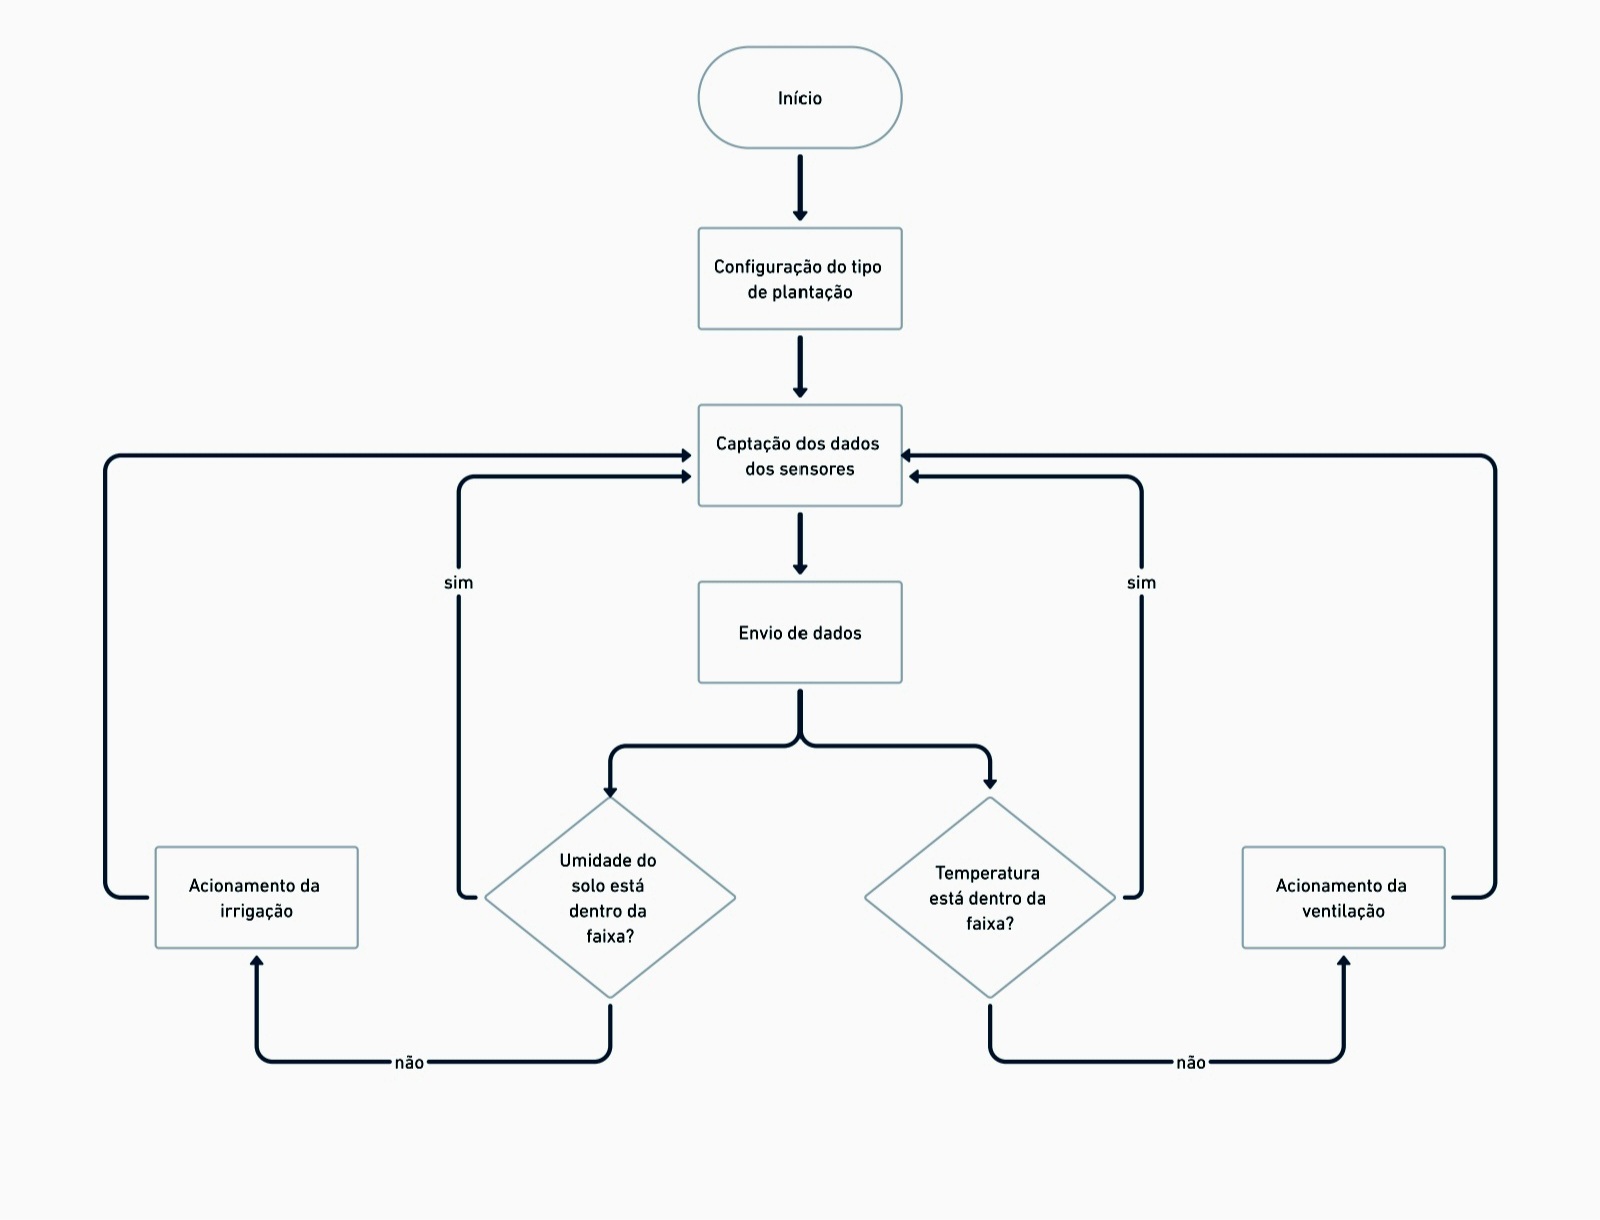 Início
Configuração do tipo
de plantação
Captação dos dados
dos sensores
sim
sim
Envio de dados
Acionamento da
irrigação
Umidade do
solo está
dentro da
faixa?
Temperatura
está dentro da
faixa?
Acionamento da
ventilação
não
não